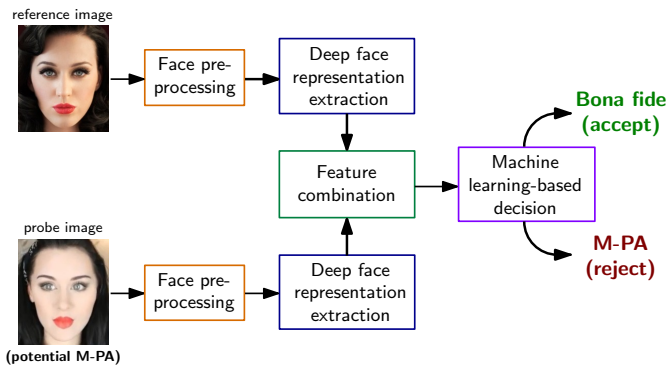 reference image
Face pre-
processing
Deep face
representation
extraction
Feature
combination
Machine
learning-based
decision
Bona fide
(accept)
M-PA
(reject)
probe image
(potential M-PA)
Face pre-
processing
Deep face
representation
extraction